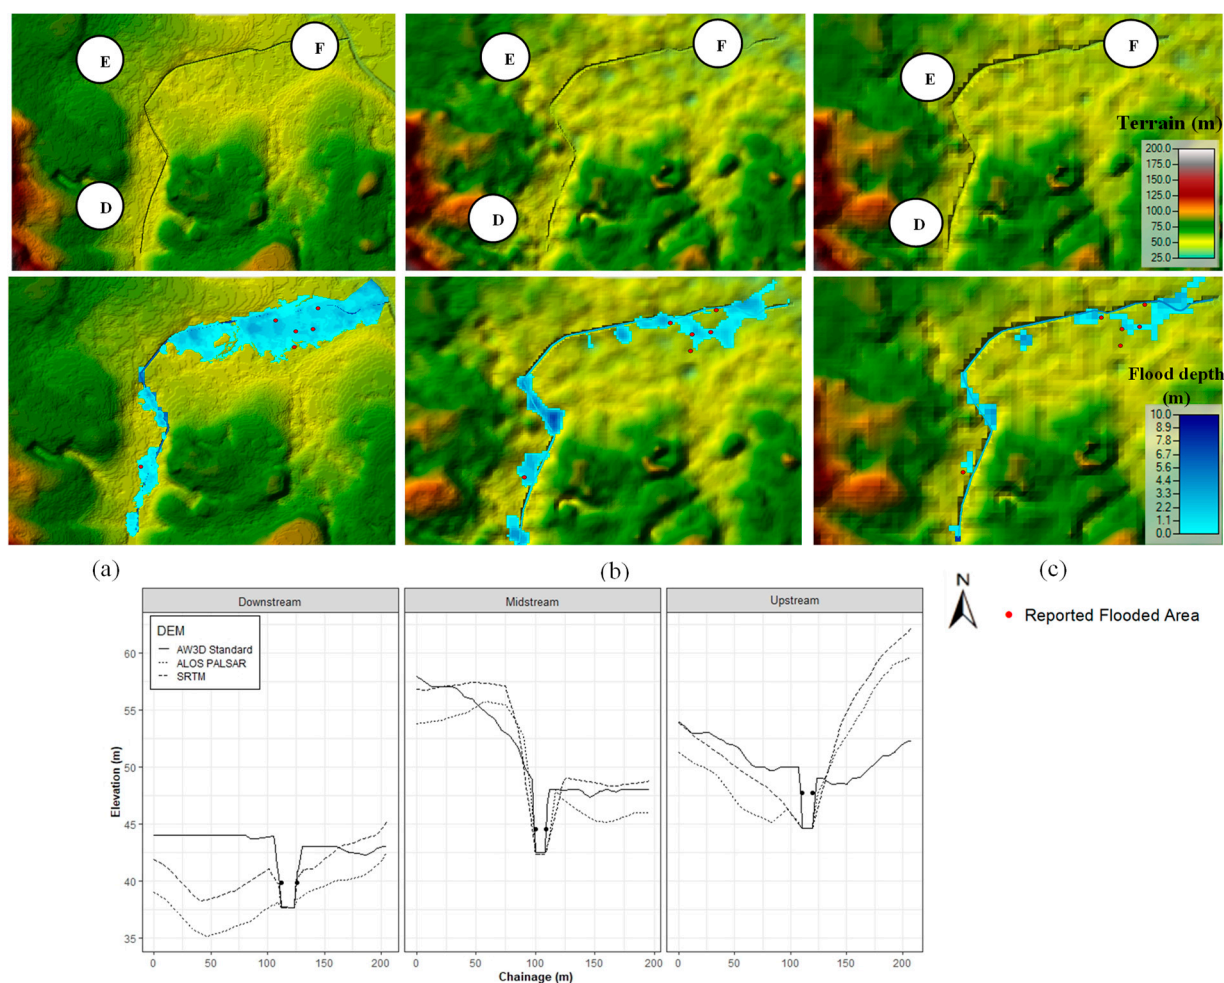 E
F
D
E
F
D
E
F
D
Terrain (m)
200.0
175.0
150.0
125.0
100.0
75.0
50.0
25.0
Flood depth
(m)
10.0
8.9
7.8
6.7
5.6
4.4
3.3
2.2
1.1
0.0
(a)
(b)
(c)
N
Reported Flooded Area
Downstream
Midstream
Upstream
DEM
AW3D Standard
ALOS PALSAR
SRTM
Elevation (m)
60
55
50
45
40
35
0
50
100
150
200
0
50
100
150
200
0
50
100
150
200
Chainage (m)